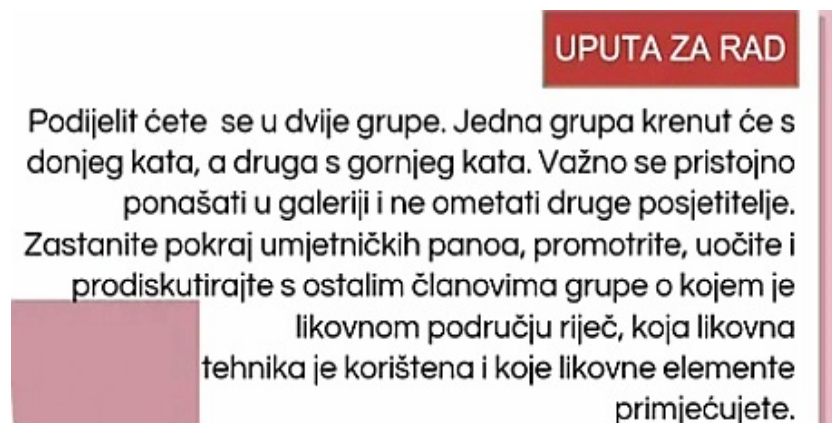 UPUTA ZA RAD
Podijelit ćete se u dvije grupe. Jedna grupa krenut će s
donjeg kata, a druga s gornjeg kata. Važno se pristojno
ponašati u galeriji i ne ometati druge posjetitelje.
Zastanite pokraj umjetničkih panoa, promotrite, uočite i
prodiskutirajte s ostalim članovima grupe o kojem je
likovnom području riječ, koja likovna
tehnika je korištena i koje likovne elemente
primjećujete.